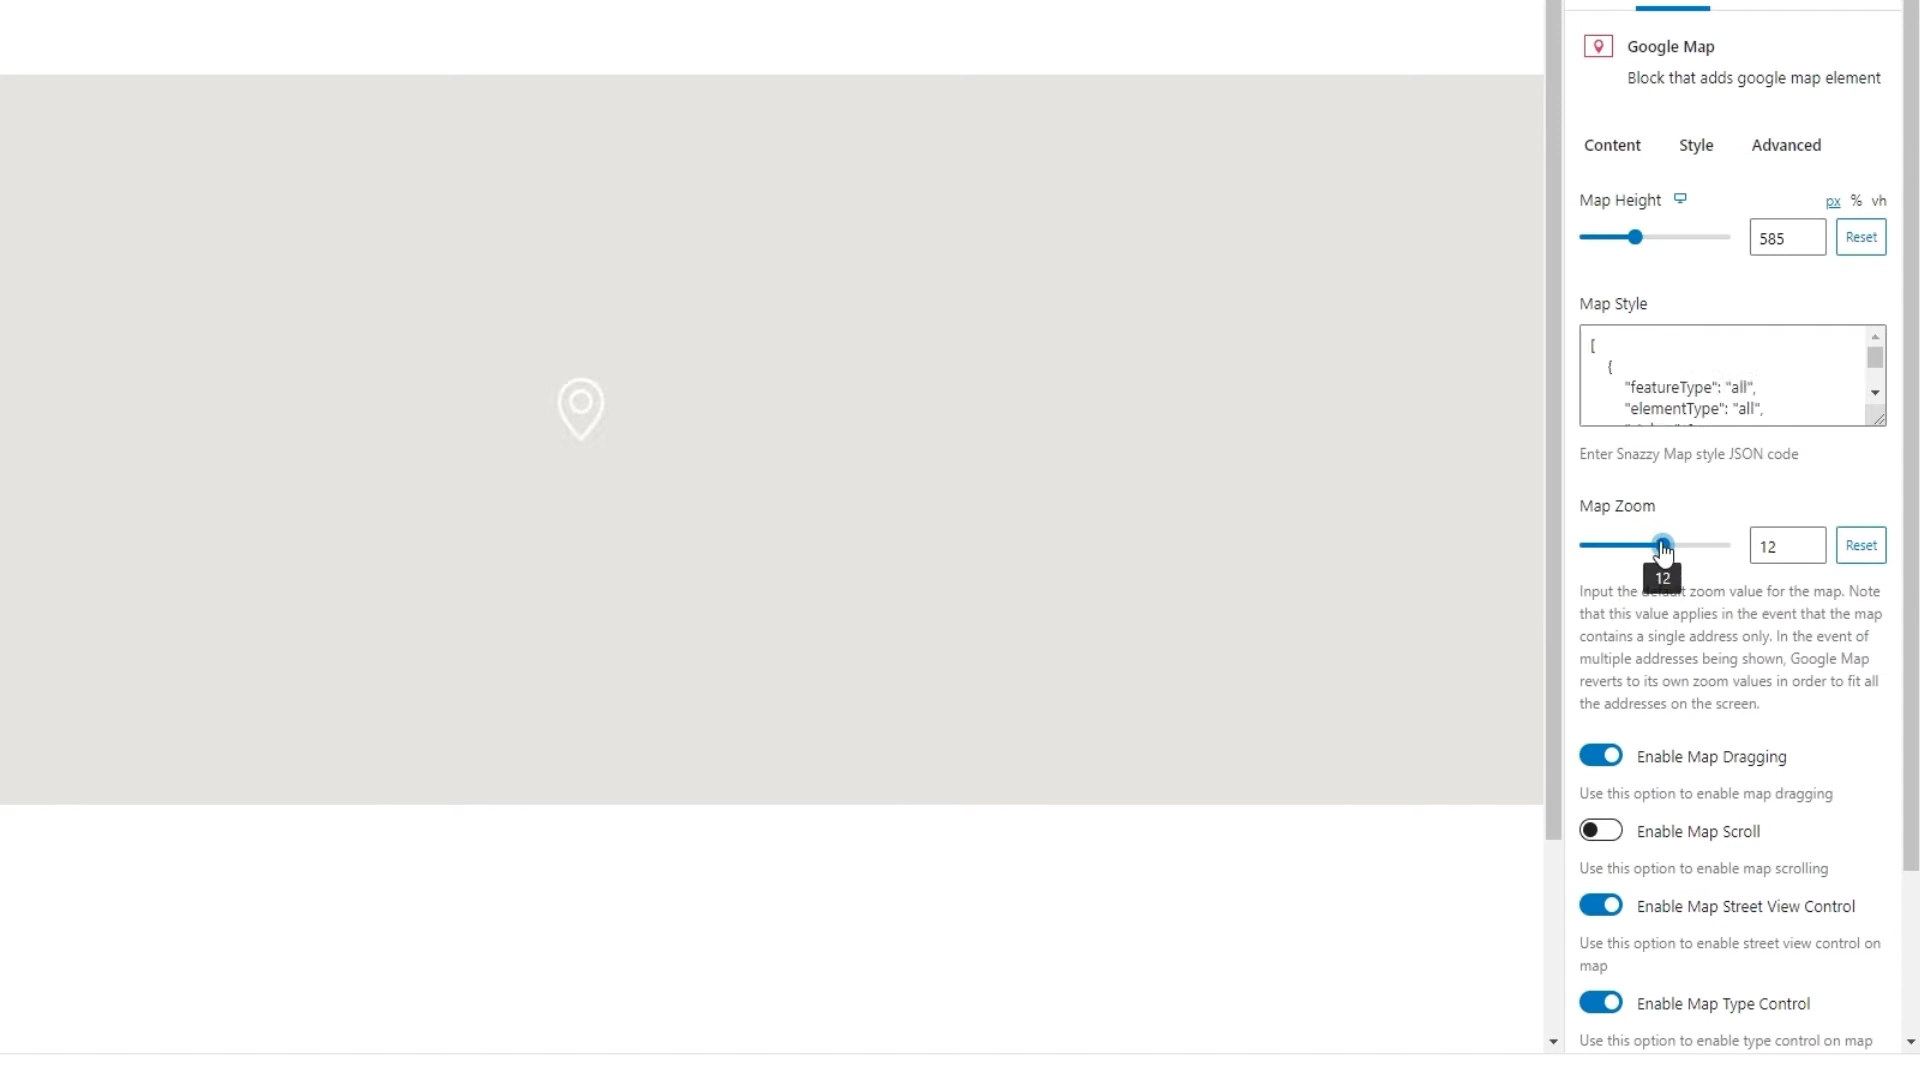 Google Map
Block that adds google map element
Content Style Advanced
Map Height px % vh
585 Reset
Map Style
[
{
"featureType": "all",
"elementType": "all",
Enter Snazzy Map style JSON code
Map Zoom
12 Reset
12
Input the default zoom value for the map. Note
that this value applies in the event that the map
contains a single address only. In the event of
multiple addresses being shown, Google Map
reverts to its own zoom values in order to fit all
the addresses on the screen.
Enable Map Dragging
Use this option to enable map dragging
Enable Map Scroll
Use this option to enable map scrolling
Enable Map Street View Control
Use this option to enable street view control on
map
Enable Map Type Control
Use this option to enable type control on map